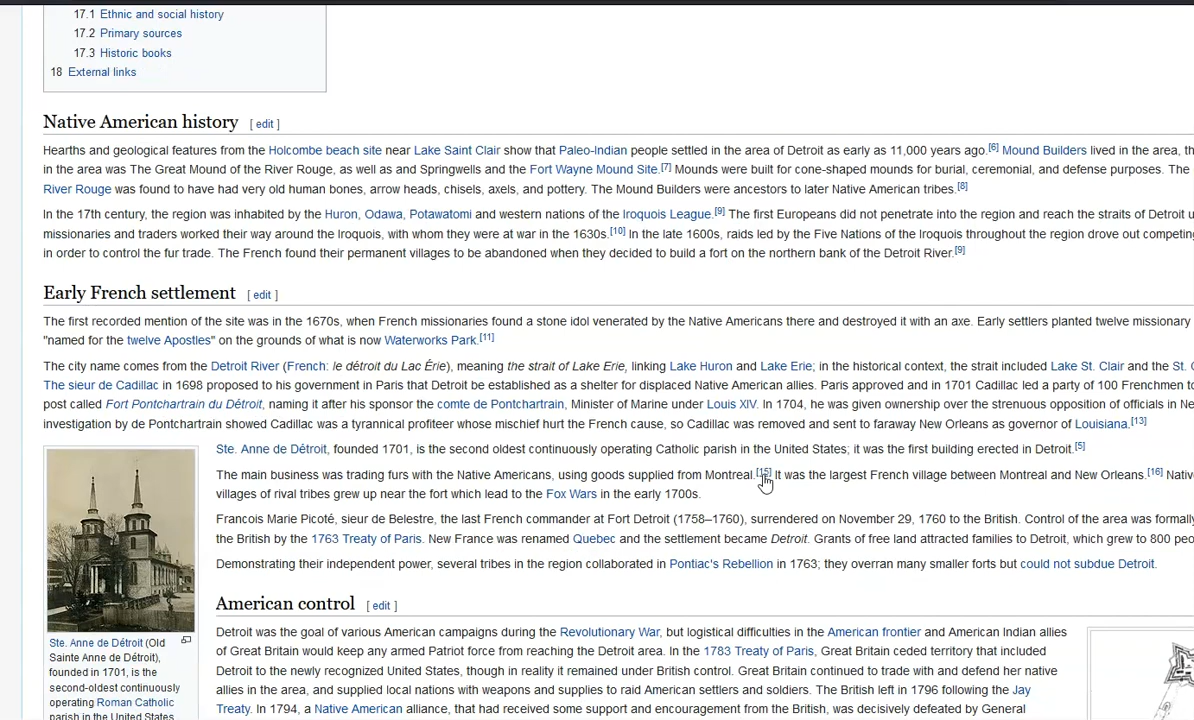 17.1 Ethnic and social history
17.2 Primary sources
17.3 Historic books
18 External links
Native American history [ edit ]
Hearths and geological features from the Holcombe beach site near Lake Saint Clair show that Paleo-Indian people settled in the area of Detroit as early as 11,000 years ago.[6] Mound Builders lived in the area, th
in the area was The Great Mound of the River Rouge, as well as and Springwells and the Fort Wayne Mound Site.[7] Mounds were built for cone-shaped mounds for burial, ceremonial, and defense purposes. The
River Rouge was found to have had very old human bones, arrow heads, chisels, axels, and pottery. The Mound Builders were ancestors to later Native American tribes.[8]
In the 17th century, the region was inhabited by the Huron, Odawa, Potawatomi and western nations of the Iroquois League.[9] The first Europeans did not penetrate into the region and reach the straits of Detroit u
missionaries and traders worked their way around the Iroquois, with whom they were at war in the 1630s.[10] In the late 1600s, raids led by the Five Nations of the Iroquois throughout the region drove out competing
in order to control the fur trade. The French found their permanent villages to be abandoned when they decided to build a fort on the northern bank of the Detroit River.[9]
Early French settlement [ edit ]
The first recorded mention of the site was in the 1670s, when French missionaries found a stone idol venerated by the Native Americans there and destroyed it with an axe. Early settlers planted twelve missionary
"named for the twelve Apostles" on the grounds of what is now Waterworks Park.[11]
The city name comes from the Detroit River (French: le détroit du Lac Érie), meaning the strait of Lake Erie, linking Lake Huron and Lake Erie; in the historical context, the strait included Lake St. Clair and the St. C
The sieur de Cadillac in 1698 proposed to his government in Paris that Detroit be established as a shelter for displaced Native American allies. Paris approved and in 1701 Cadillac led a party of 100 Frenchmen to
post called Fort Pontchartrain du Détroit, naming it after his sponsor the comte de Pontchartrain, Minister of Marine under Louis XIV. In 1704, he was given ownership over the strenuous opposition of officials in Ne
investigation by de Pontchartrain showed Cadillac was a tyrannical profiteer whose mischief hurt the French cause, so Cadillac was removed and sent to faraway New Orleans as governor of Louisiana.[13]
Ste. Anne de Détroit, founded 1701, is the second oldest continuously operating Catholic parish in the United States; it was the first building erected in Detroit.[5]
The main business was trading furs with the Native Americans, using goods supplied from Montreal.[15] It was the largest French village between Montreal and New Orleans.[16] Nativ
villages of rival tribes grew up near the fort which lead to the Fox Wars in the early 1700s.
Francois Marie Picoté, sieur de Belestre, the last French commander at Fort Detroit (1758–1760), surrendered on November 29, 1760 to the British. Control of the area was formally
the British by the 1763 Treaty of Paris. New France was renamed Quebec and the settlement became Detroit. Grants of free land attracted families to Detroit, which grew to 800 peo
Demonstrating their independent power, several tribes in the region collaborated in Pontiac's Rebellion in 1763; they overran many smaller forts but could not subdue Detroit.
Ste. Anne de Détroit (Old
Sainte Anne de Détroit),
founded in 1701, is the
second-oldest continuously
operating Roman Catholic
parish in the United States
American control [ edit ]
Detroit was the goal of various American campaigns during the Revolutionary War, but logistical difficulties in the American frontier and American Indian allies
of Great Britain would keep any armed Patriot force from reaching the Detroit area. In the 1783 Treaty of Paris, Great Britain ceded territory that included
Detroit to the newly recognized United States, though in reality it remained under British control. Great Britain continued to trade with and defend her native
allies in the area, and supplied local nations with weapons and supplies to raid American settlers and soldiers. The British left in 1796 following the Jay
Treaty. In 1794, a Native American alliance, that had received some support and encouragement from the British, was decisively defeated by General